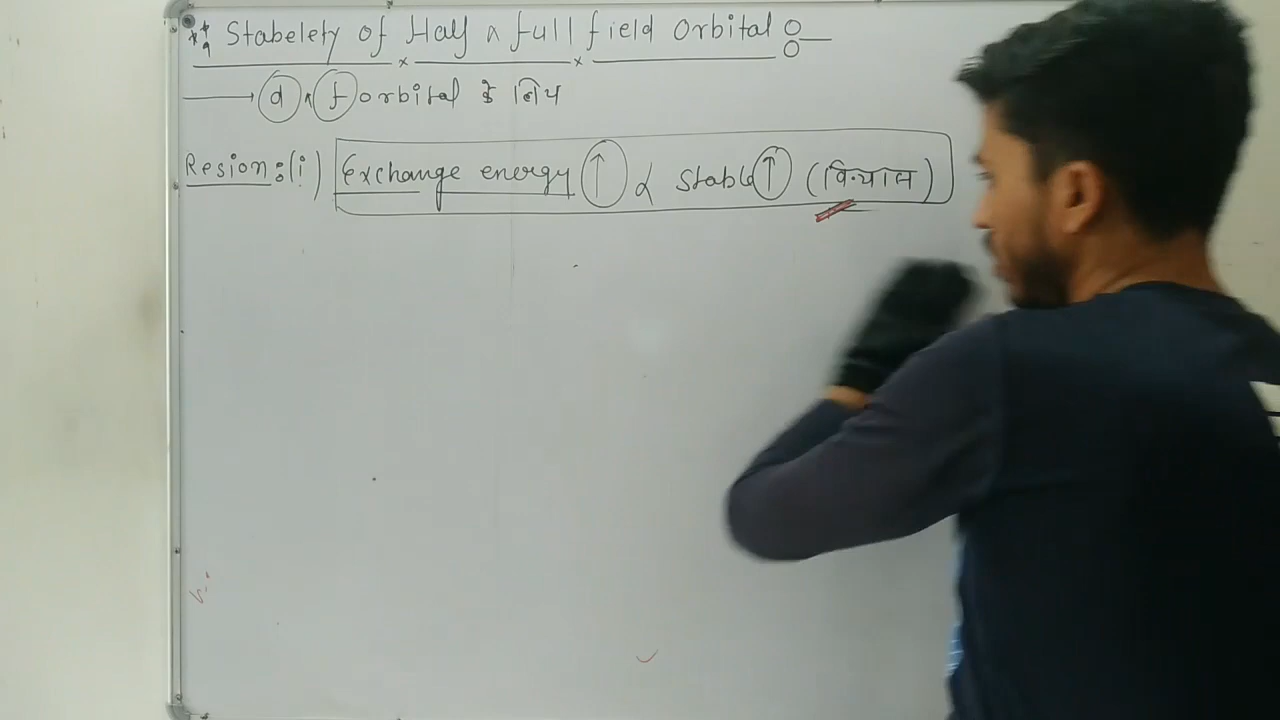 Stabelety of Half n full field Orbital :-
d n f orbital के लिए
Resion:(i) Exchange energy ↑ ∝ Stable ↑ (विन्यास)